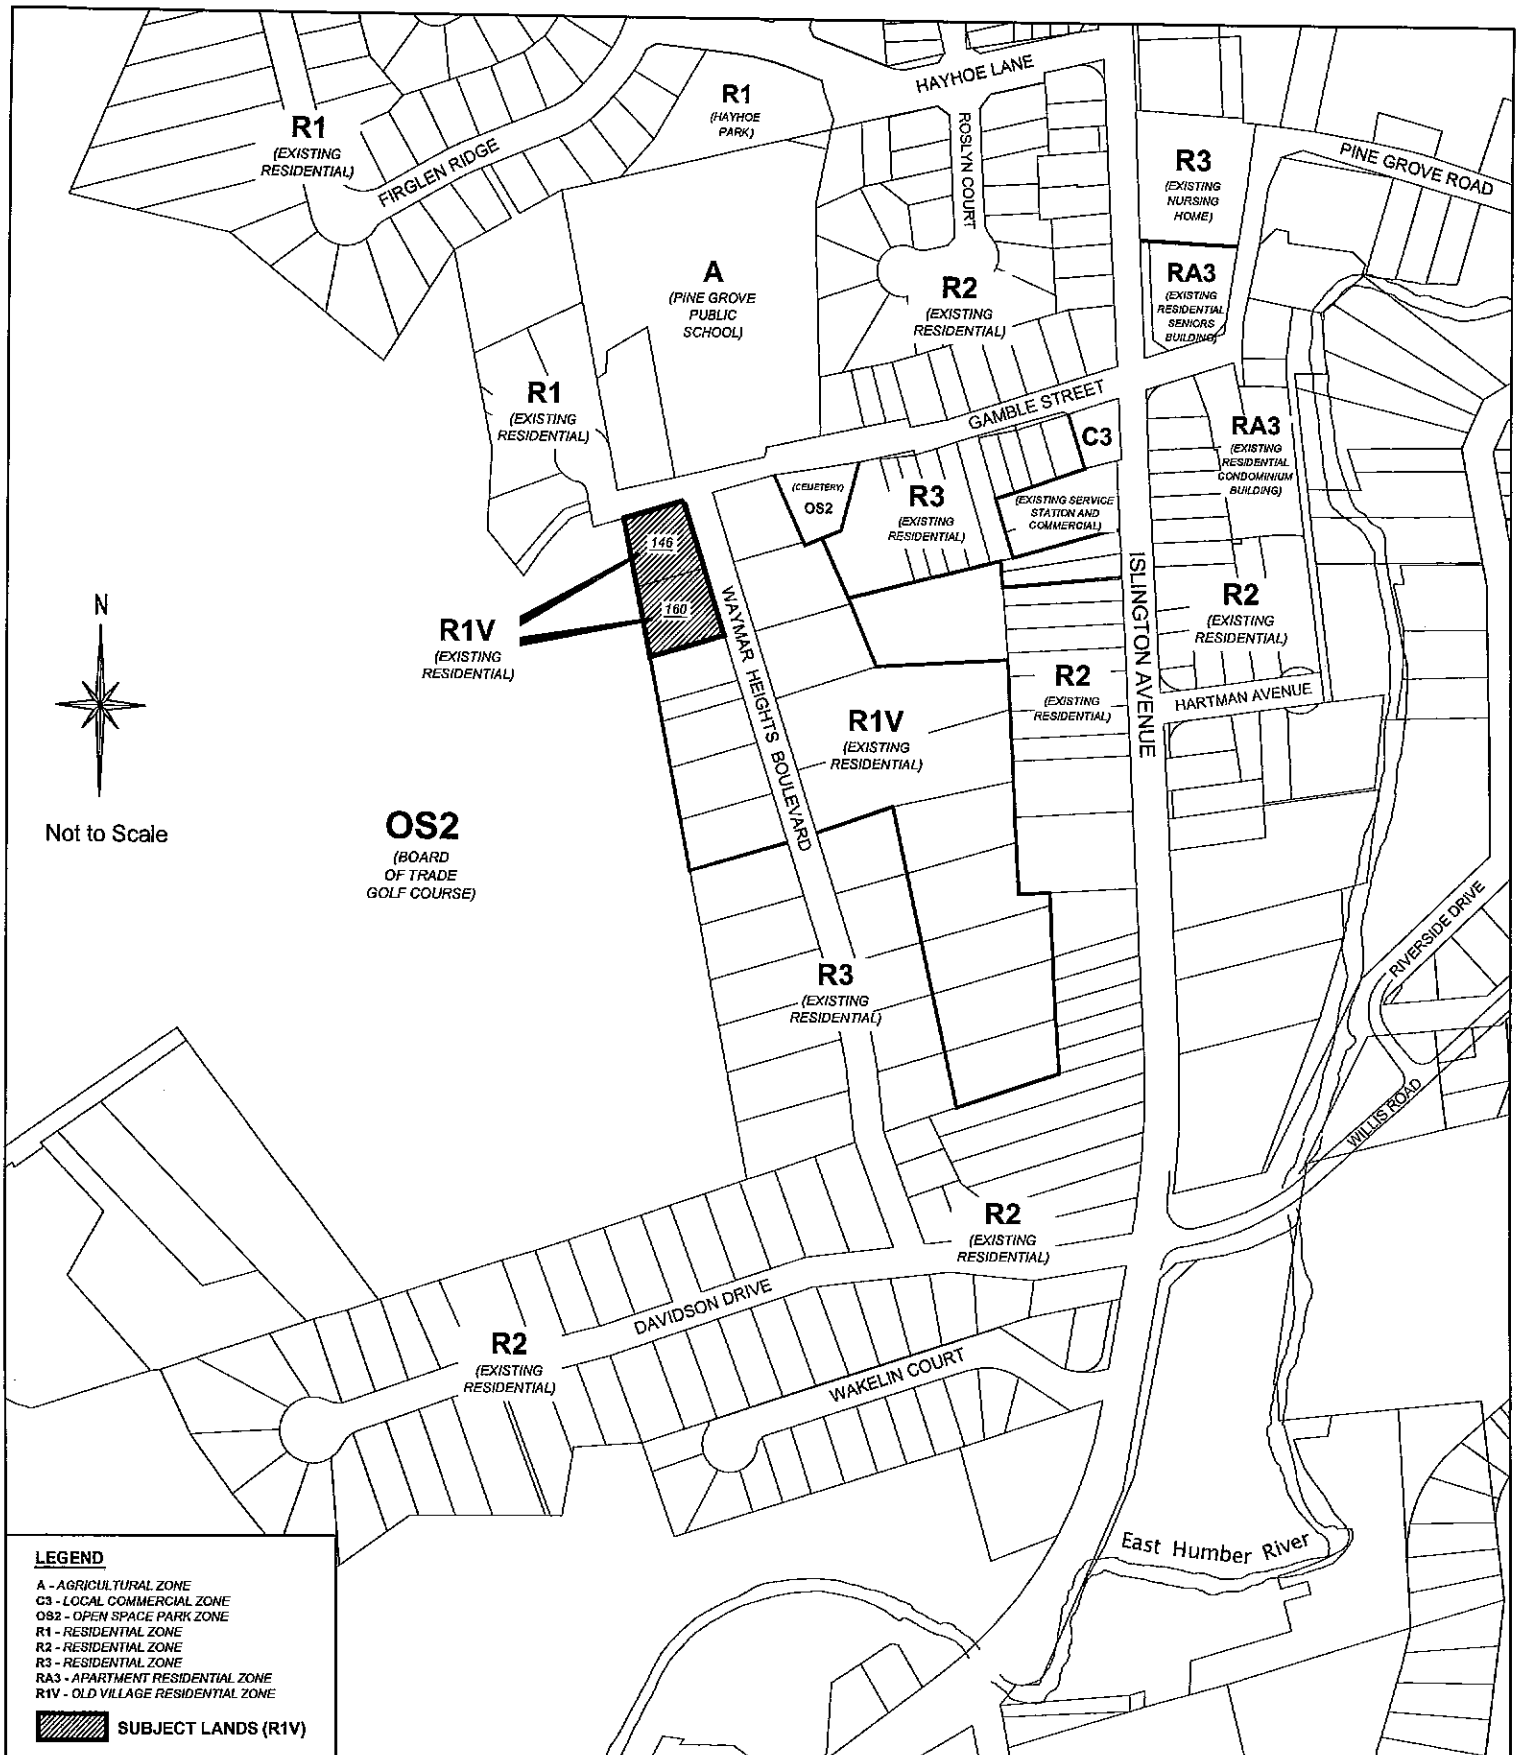 HAYHOE LANE
R1
(HAYHOE
PARK)
R1
(EXISTING
RESIDENTIAL)
FIRGLEN RIDGE
ROSLYN COURT
R3
(EXISTING
NURSING
HOME)
PINE GROVE ROAD
A
(PINE GROVE
PUBLIC
SCHOOL)
R2
(EXISTING
RESIDENTIAL)
RA3
(EXISTING
RESIDENTIAL
SENIORS
BUILDING)
R1
(EXISTING
RESIDENTIAL)
GAMBLE STREET
C3
RA3
(EXISTING
RESIDENTIAL
CONDOMINIUM
BUILDING)
(CEMETERY)
OS2
R3
(EXISTING
RESIDENTIAL)
(EXISTING SERVICE
STATION AND
COMMERCIAL)
146
160
ISLINGTON AVENUE
WAYMAR HEIGHTS BOULEVARD
N
R1V
(EXISTING
RESIDENTIAL)
R2
(EXISTING
RESIDENTIAL)
R2
(EXISTING
RESIDENTIAL)
HARTMAN AVENUE
R1V
(EXISTING
RESIDENTIAL)
Not to Scale
OS2
(BOARD
OF TRADE
GOLF COURSE)
RIVERSIDE DRIVE
R3
(EXISTING
RESIDENTIAL)
WILLIS ROAD
R2
(EXISTING
RESIDENTIAL)
DAVIDSON DRIVE
R2
(EXISTING
RESIDENTIAL)
WAKELIN COURT
East Humber River
LEGEND
A - AGRICULTURAL ZONE
C3 - LOCAL COMMERCIAL ZONE
OS2 - OPEN SPACE PARK ZONE
R1 - RESIDENTIAL ZONE
R2 - RESIDENTIAL ZONE
R3 - RESIDENTIAL ZONE
RA3 - APARTMENT RESIDENTIAL ZONE
R1V - OLD VILLAGE RESIDENTIAL ZONE
SUBJECT LANDS (R1V)